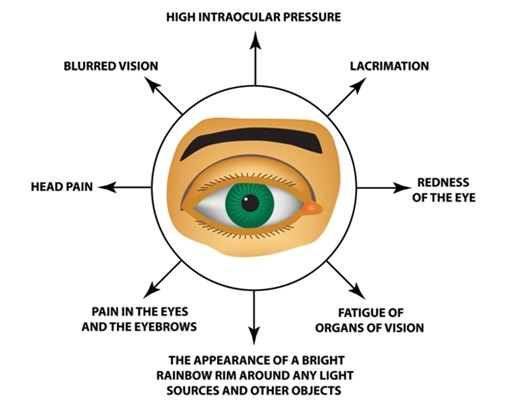 HIGH INTRAOCULAR PRESSURE
BLURRED VISION
LACRIMATION
HEAD PAIN
REDNESS
OF THE EYE
PAIN IN THE EYES
AND THE EYEBROWS
FATIGUE OF
ORGANS OF VISION
THE APPEARANCE OF A BRIGHT
RAINBOW RIM AROUND ANY LIGHT
SOURCES AND OTHER OBJECTS